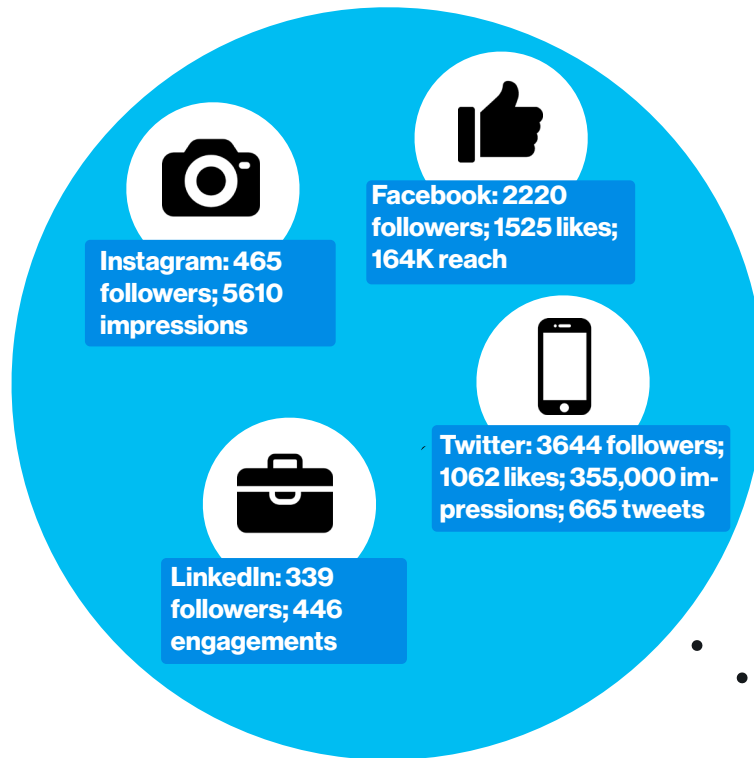 Facebook: 2220
followers; 1525 likes;
164K reach
Instagram: 465
followers; 5610
impressions
Twitter: 3644 followers;
1062 likes; 355,000 im-
pressions; 665 tweets
LinkedIn: 339
followers; 446
engagements